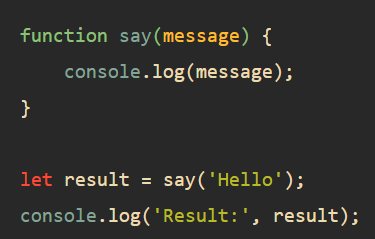 function say(message) {
    console.log(message);
}

let result = say('Hello');
console.log('Result:', result);